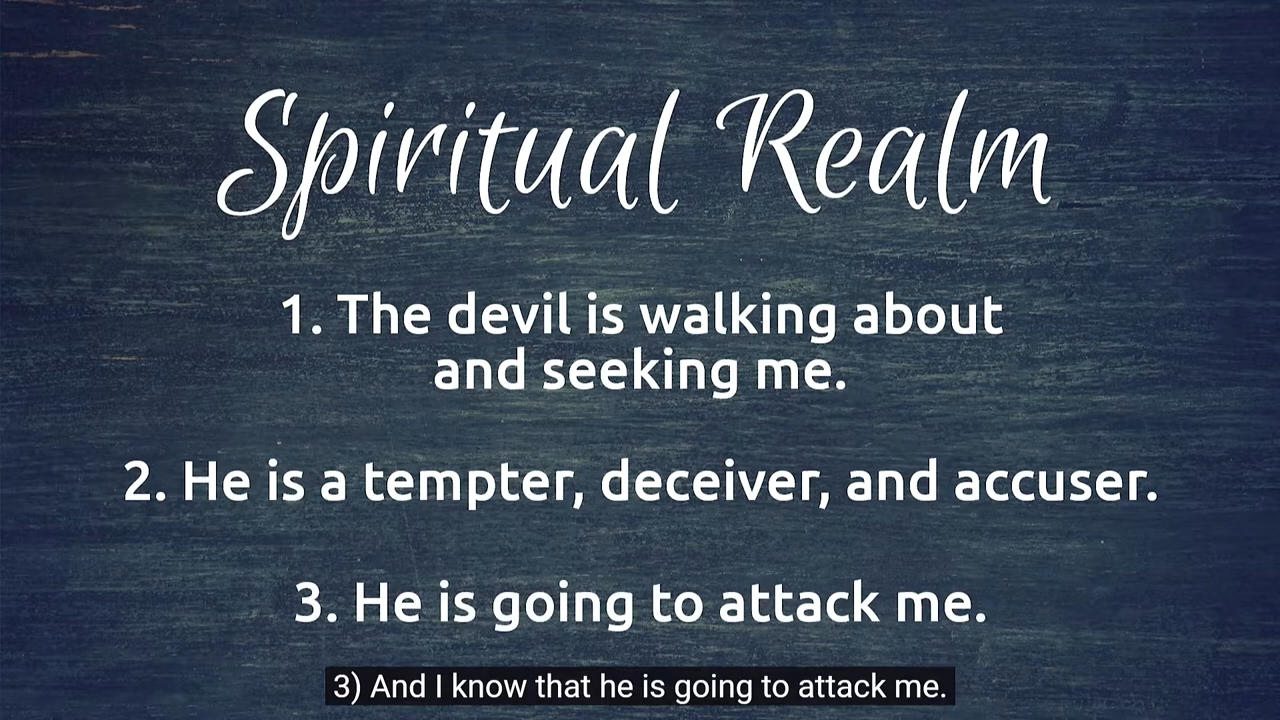 Spiritual Realm
1. The devil is walking about
and seeking me.
2. He is a tempter, deceiver, and accuser.
3. He is going to attack me.
3) And I know that he is going to attack me.